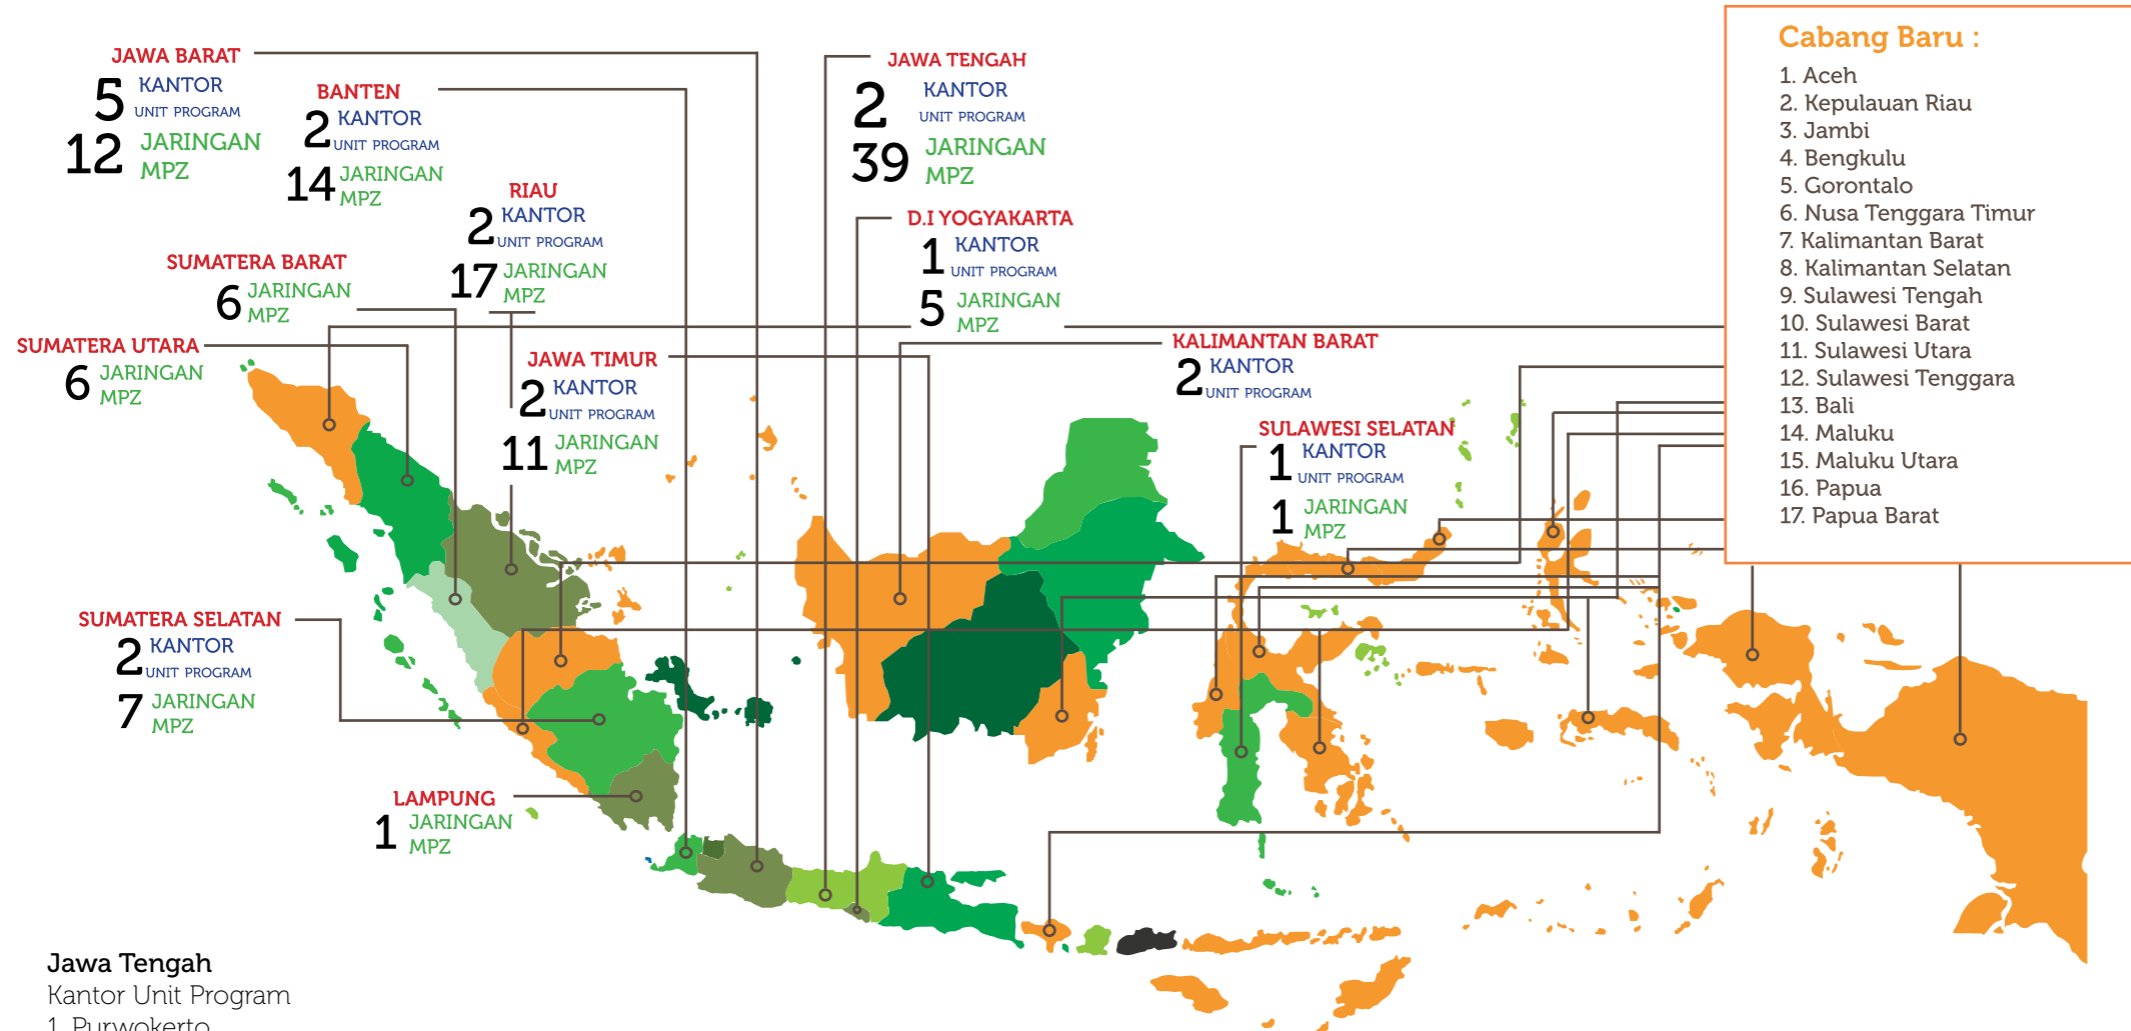 JAWA BARAT
5 KANTOR
UNIT PROGRAM
12 JARINGAN
MPZ
BANTEN
2 KANTOR
UNIT PROGRAM
14 JARINGAN
MPZ
RIAU
2 KANTOR
UNIT PROGRAM
17 JARINGAN
MPZ
SUMATERA BARAT
6 JARINGAN
MPZ
SUMATERA UTARA
6 JARINGAN
MPZ
JAWA TIMUR
2 KANTOR
UNIT PROGRAM
11 JARINGAN
MPZ
SUMATERA SELATAN
2 KANTOR
UNIT PROGRAM
7 JARINGAN
MPZ
LAMPUNG
1 JARINGAN
MPZ
JAWA TENGAH
2 KANTOR
UNIT PROGRAM
39 JARINGAN
MPZ
D.I YOGYAKARTA
1 KANTOR
UNIT PROGRAM
5 JARINGAN
MPZ
KALIMANTAN BARAT
2 KANTOR
UNIT PROGRAM
SULAWESI SELATAN
1 KANTOR
UNIT PROGRAM
1 JARINGAN
MPZ
Cabang Baru :
1. Aceh
2. Kepulauan Riau
3. Jambi
4. Bengkulu
5. Gorontalo
6. Nusa Tenggara Timur
7. Kalimantan Barat
8. Kalimantan Selatan
9. Sulawesi Tengah
10. Sulawesi Barat
11. Sulawesi Utara
12. Sulawesi Tenggara
13. Bali
14. Maluku
15. Maluku Utara
16. Papua
17. Papua Barat
Jawa Tengah
Kantor Unit Program
1. Purwokerto